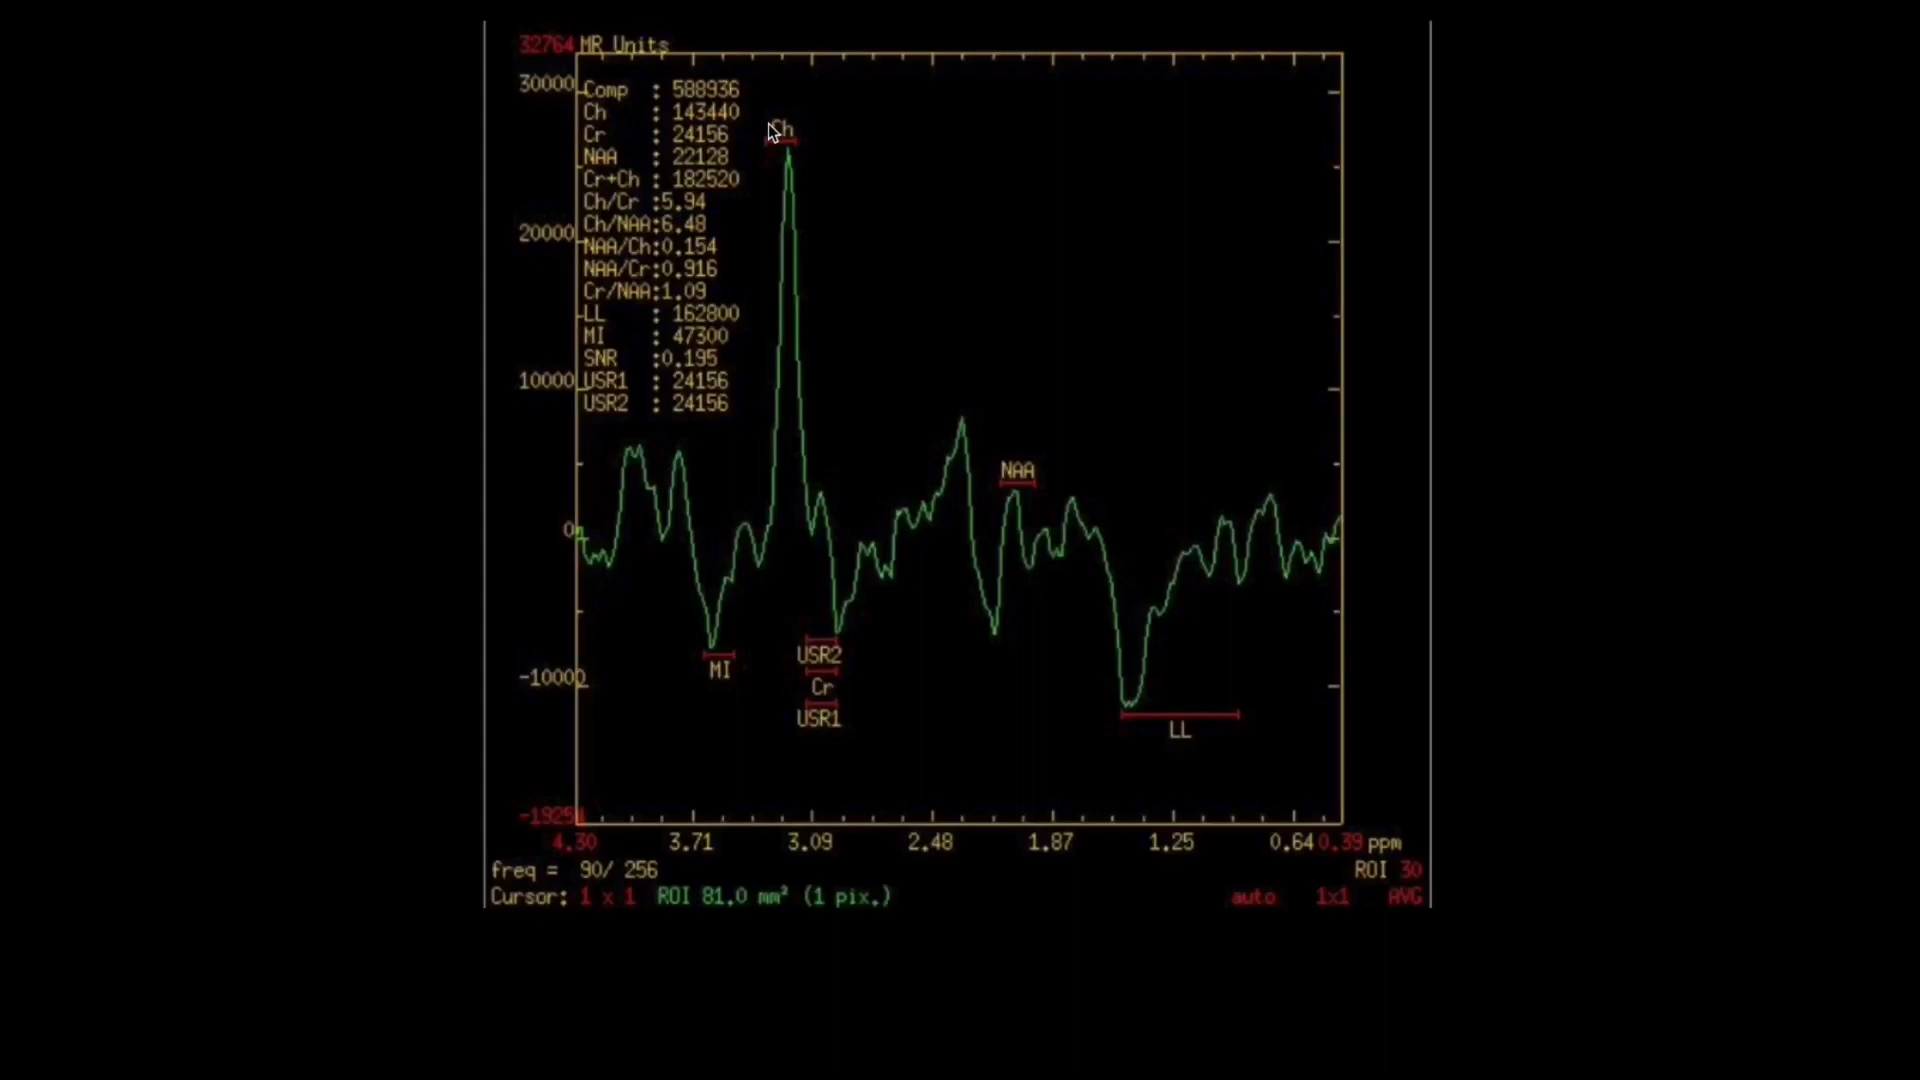 32764 MR Units
30000
Comp : 588936
Ch : 143440
Cr : 24156
NAA : 22128
Cr+Ch : 182520
Ch/Cr :5.94
Ch/NAA:6.48
NAA/Ch:0.154
NAA/Cr:0.916
Cr/NAA:1.09
LL : 162800
MI : 47300
SNR :0.195
USR1 : 24156
USR2 : 24156
Ch
20000
10000
NAA
0
USR2
MI
-10000
Cr
USR1
LL
4.30 3.71 3.09 2.48 1.87 1.25 0.64 0.39 ppm
freq = 90/ 256 ROI 30
Cursor: 1 x 1 ROI 81.0 mm² (1 pix.) auto 1x1 AVG